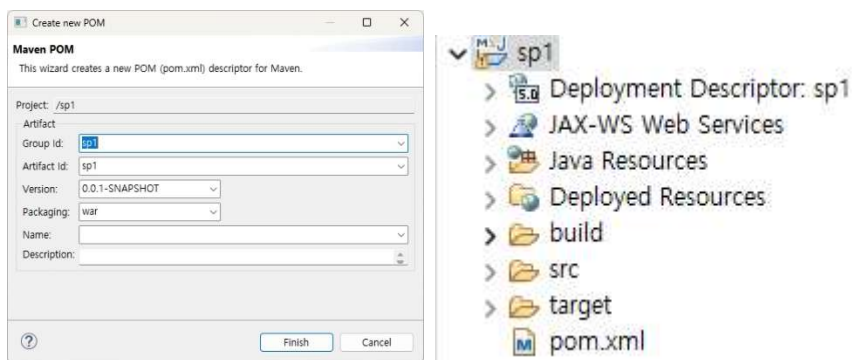 Create new POM
Maven POM
This wizard creates a new POM (pom.xml) descriptor for Maven.
Project: /sp1
Artifact
Group Id: sp1
Artifact Id: sp1
Version: 0.0.1-SNAPSHOT
Packaging: war
Name:
Description:
Finish Cancel
sp1
Deployment Descriptor: sp1
JAX-WS Web Services
Java Resources
Deployed Resources
build
src
target
pom.xml